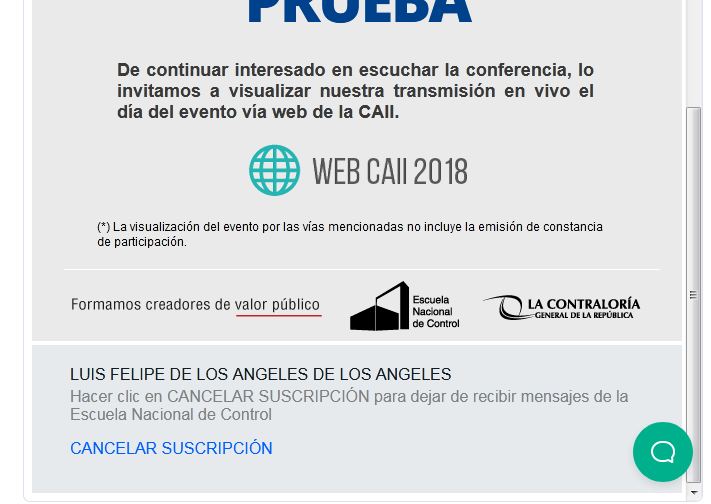 PRUEBA
De continuar interesado en escuchar la conferencia, lo
invitamos a visualizar nuestra transmisión en vivo el
día del evento vía web de la CAII.
WEB CAII 2018
(*) La visualización del evento por las vías mencionadas no incluye la emisión de constancia
de participación.
Formamos creadores de valor público
Escuela
Nacional
de Control
LA CONTRALORÍA
GENERAL DE LA REPÚBLICA
LUIS FELIPE DE LOS ANGELES DE LOS ANGELES
Hacer clic en CANCELAR SUSCRIPCIÓN para dejar de recibir mensajes de la
Escuela Nacional de Control
CANCELAR SUSCRIPCIÓN